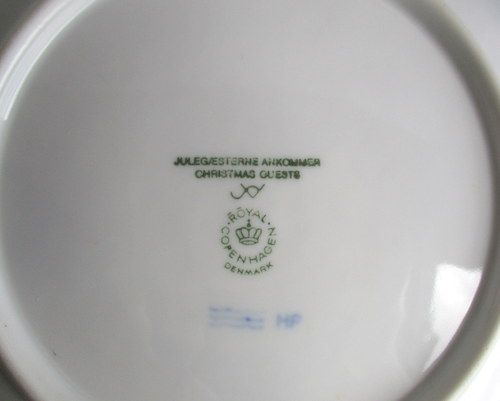 JULEGÆSTERNE ANKOMMER
CHRISTMAS GUESTS
ROYAL COPENHAGEN
DENMARK
HP